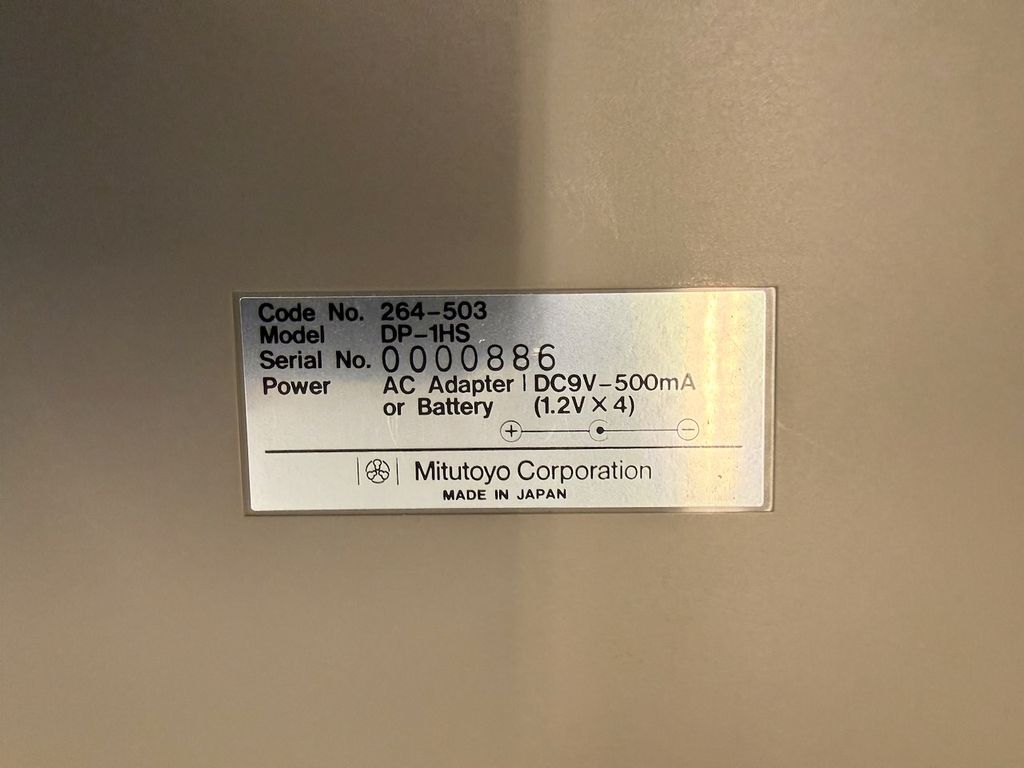 Code No. 264-503
Model DP-1HS
Serial No. 0000886
Power AC Adapter DC9V-500mA
or Battery (1.2V×4)
+ -
Mitutoyo Corporation
MADE IN JAPAN